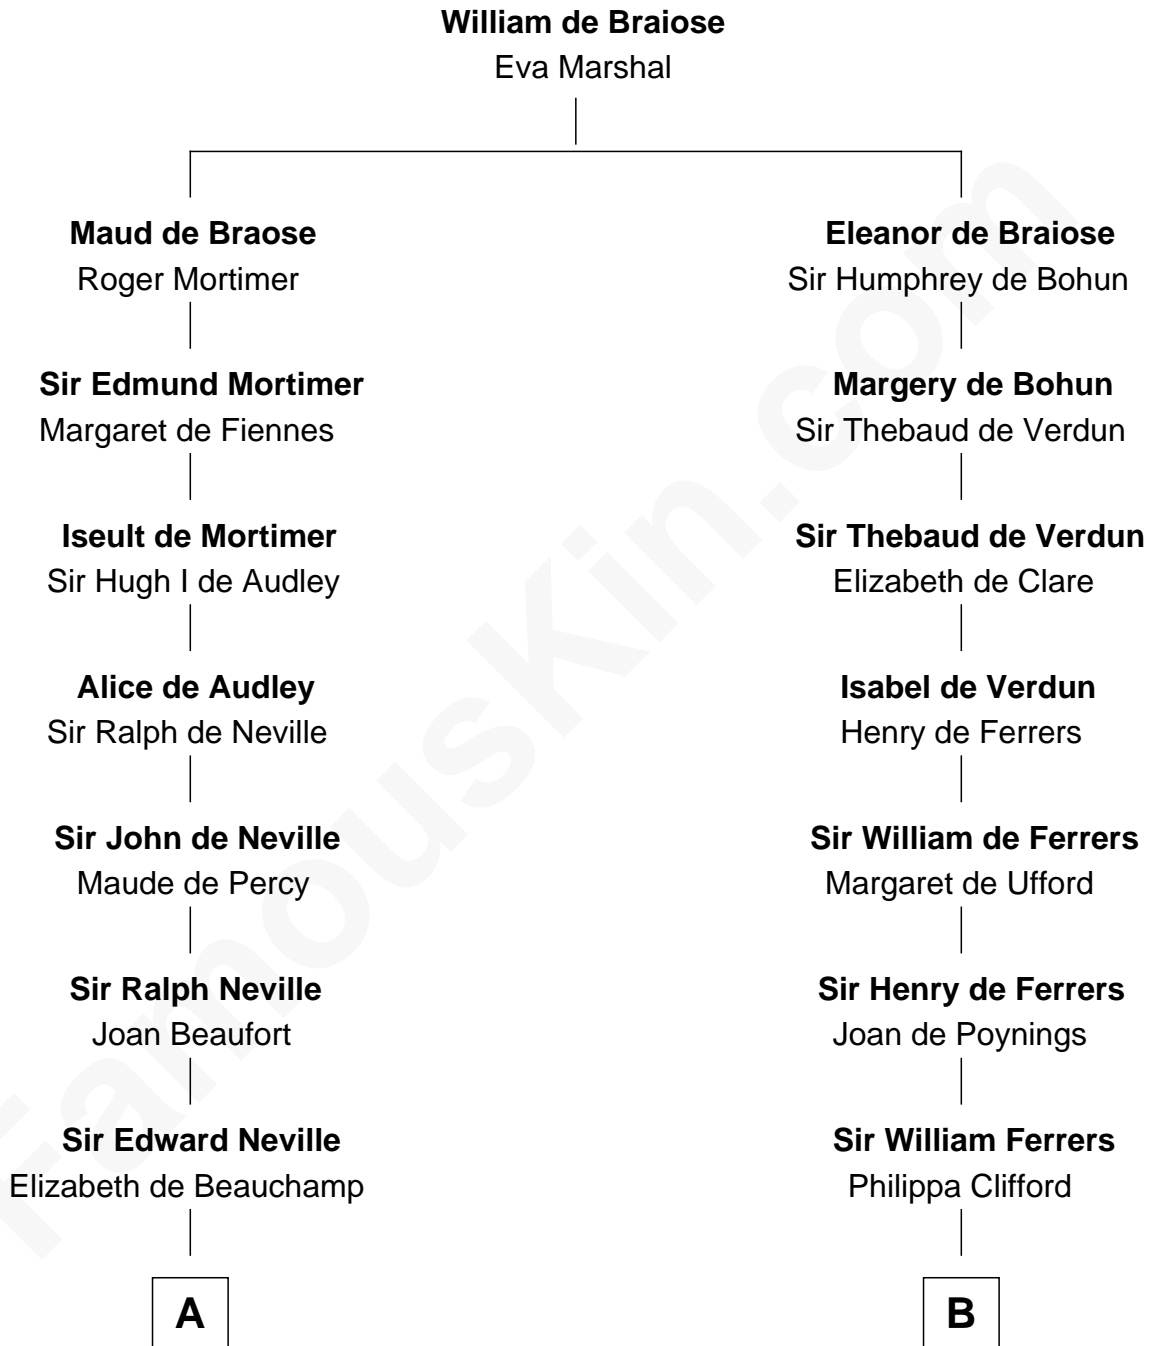 William de Braiose
Eva Marshal
Maud de Braose
Roger Mortimer
Eleanor de Braiose
Sir Humphrey de Bohun
Sir Edmund Mortimer
Margaret de Fiennes
Margery de Bohun
Sir Thebaud de Verdun
Iseult de Mortimer
Sir Hugh I de Audley
Sir Thebaud de Verdun
Elizabeth de Clare
Alice de Audley
Sir Ralph de Neville
Isabel de Verdun
Henry de Ferrers
Sir John de Neville
Maude de Percy
Sir William de Ferrers
Margaret de Ufford
Sir Ralph Neville
Joan Beaufort
Sir Henry de Ferrers
Joan de Poynings
Sir Edward Neville
Elizabeth de Beauchamp
Sir William Ferrers
Philippa Clifford
A
B
FamousKin.com